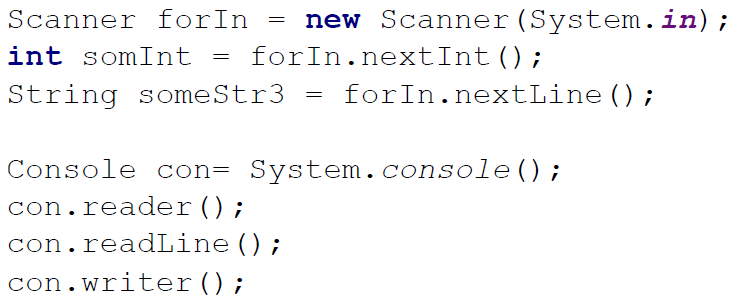 Scanner forIn = new Scanner(System.in);
int somInt = forIn.nextInt();
String someStr3 = forIn.nextLine();
Console con= System.console();
con.reader();
con.readLine();
con.writer();